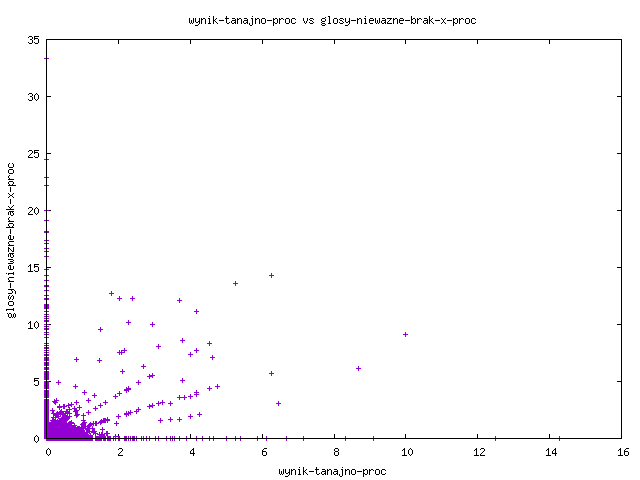 wynik-tanajno-proc vs glosy-niewazne-brak-x-proc
35
30
25
20
15
10
5
0
glosy-niewazne-brak-x-proc
0 2 4 6 8 10 12 14 16
wynik-tanajno-proc